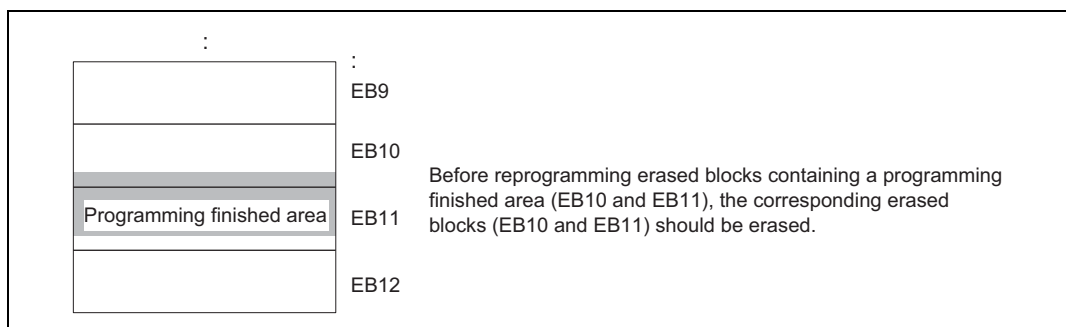 :
:
EB9
EB10
Before reprogramming erased blocks containing a programming
finished area (EB10 and EB11), the corresponding erased
blocks (EB10 and EB11) should be erased.
Programming finished area
EB11
EB12